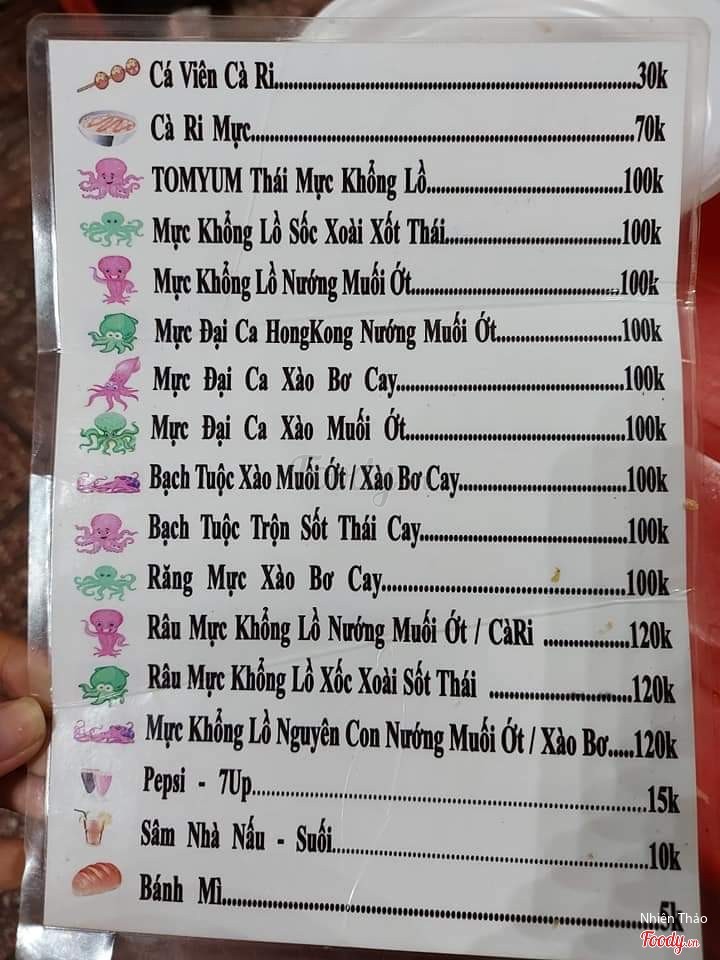 Cá Viên Cà Ri......30k
Cà Ri Mực......70k
TOMYUM Thái Mực Khổng Lồ......100k
Mực Khổng Lồ Sốc Xoài Xốt Thái......100k
Mực Khổng Lồ Nướng Muối Ớt......100k
Mực Đại Ca HongKong Nướng Muối Ớt......100k
Mực Đại Ca Xào Bơ Cay......100k
Mực Đại Ca Xào Muối Ớt......100k
Bạch Tuộc Xào Muối Ớt / Xào Bơ Cay......100k
Bạch Tuộc Trộn Sốt Thái Cay......100k
Răng Mực Xào Bơ Cay......100k
Râu Mực Khổng Lồ Nướng Muối Ớt / CàRi ......120k
Râu Mực Khổng Lồ Xốc Xoài Sốt Thái ......120k
Mực Khổng Lồ Nguyên Con Nướng Muối Ớt / Xào Bơ.....120k
Pepsi - 7Up......15k
Sâm Nhà Nấu - Suối......10k
Bánh Mì......5k
Nhiên Thảo
Foody.vn